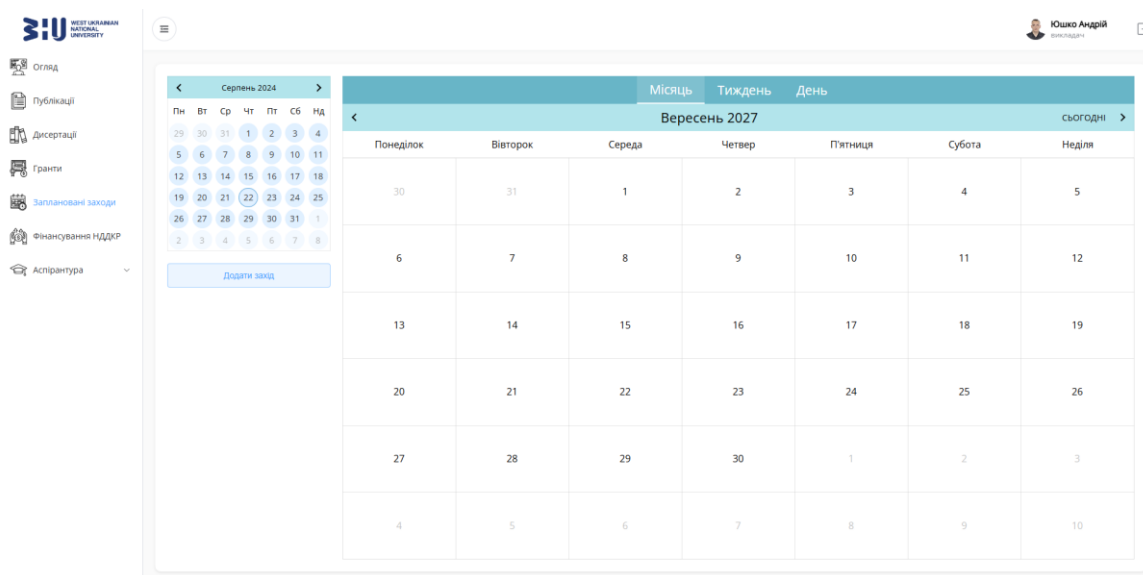 WEST UKRAINIAN
NATIONAL
UNIVERSITY
Юшко Андрій
викладач
Огляд
Публікації
Дисертації
Гранти
Заплановані заходи
Фінансування НДДКР
Аспірантура
Серпень 2024
Пн Вт Ср Чт Пт Сб Нд
29 30 31 1 2 3 4
5 6 7 8 9 10 11
12 13 14 15 16 17 18
19 20 21 22 23 24 25
26 27 28 29 30 31 1
2 3 4 5 6 7 8
Додати захід
Місяць Тиждень День
Вересень 2027 СЬОГОДНІ
Понеділок Вівторок Середа Четвер П'ятниця Субота Неділя
30 31 1 2 3 4 5
6 7 8 9 10 11 12
13 14 15 16 17 18 19
20 21 22 23 24 25 26
27 28 29 30 1 2 3
4 5 6 7 8 9 10